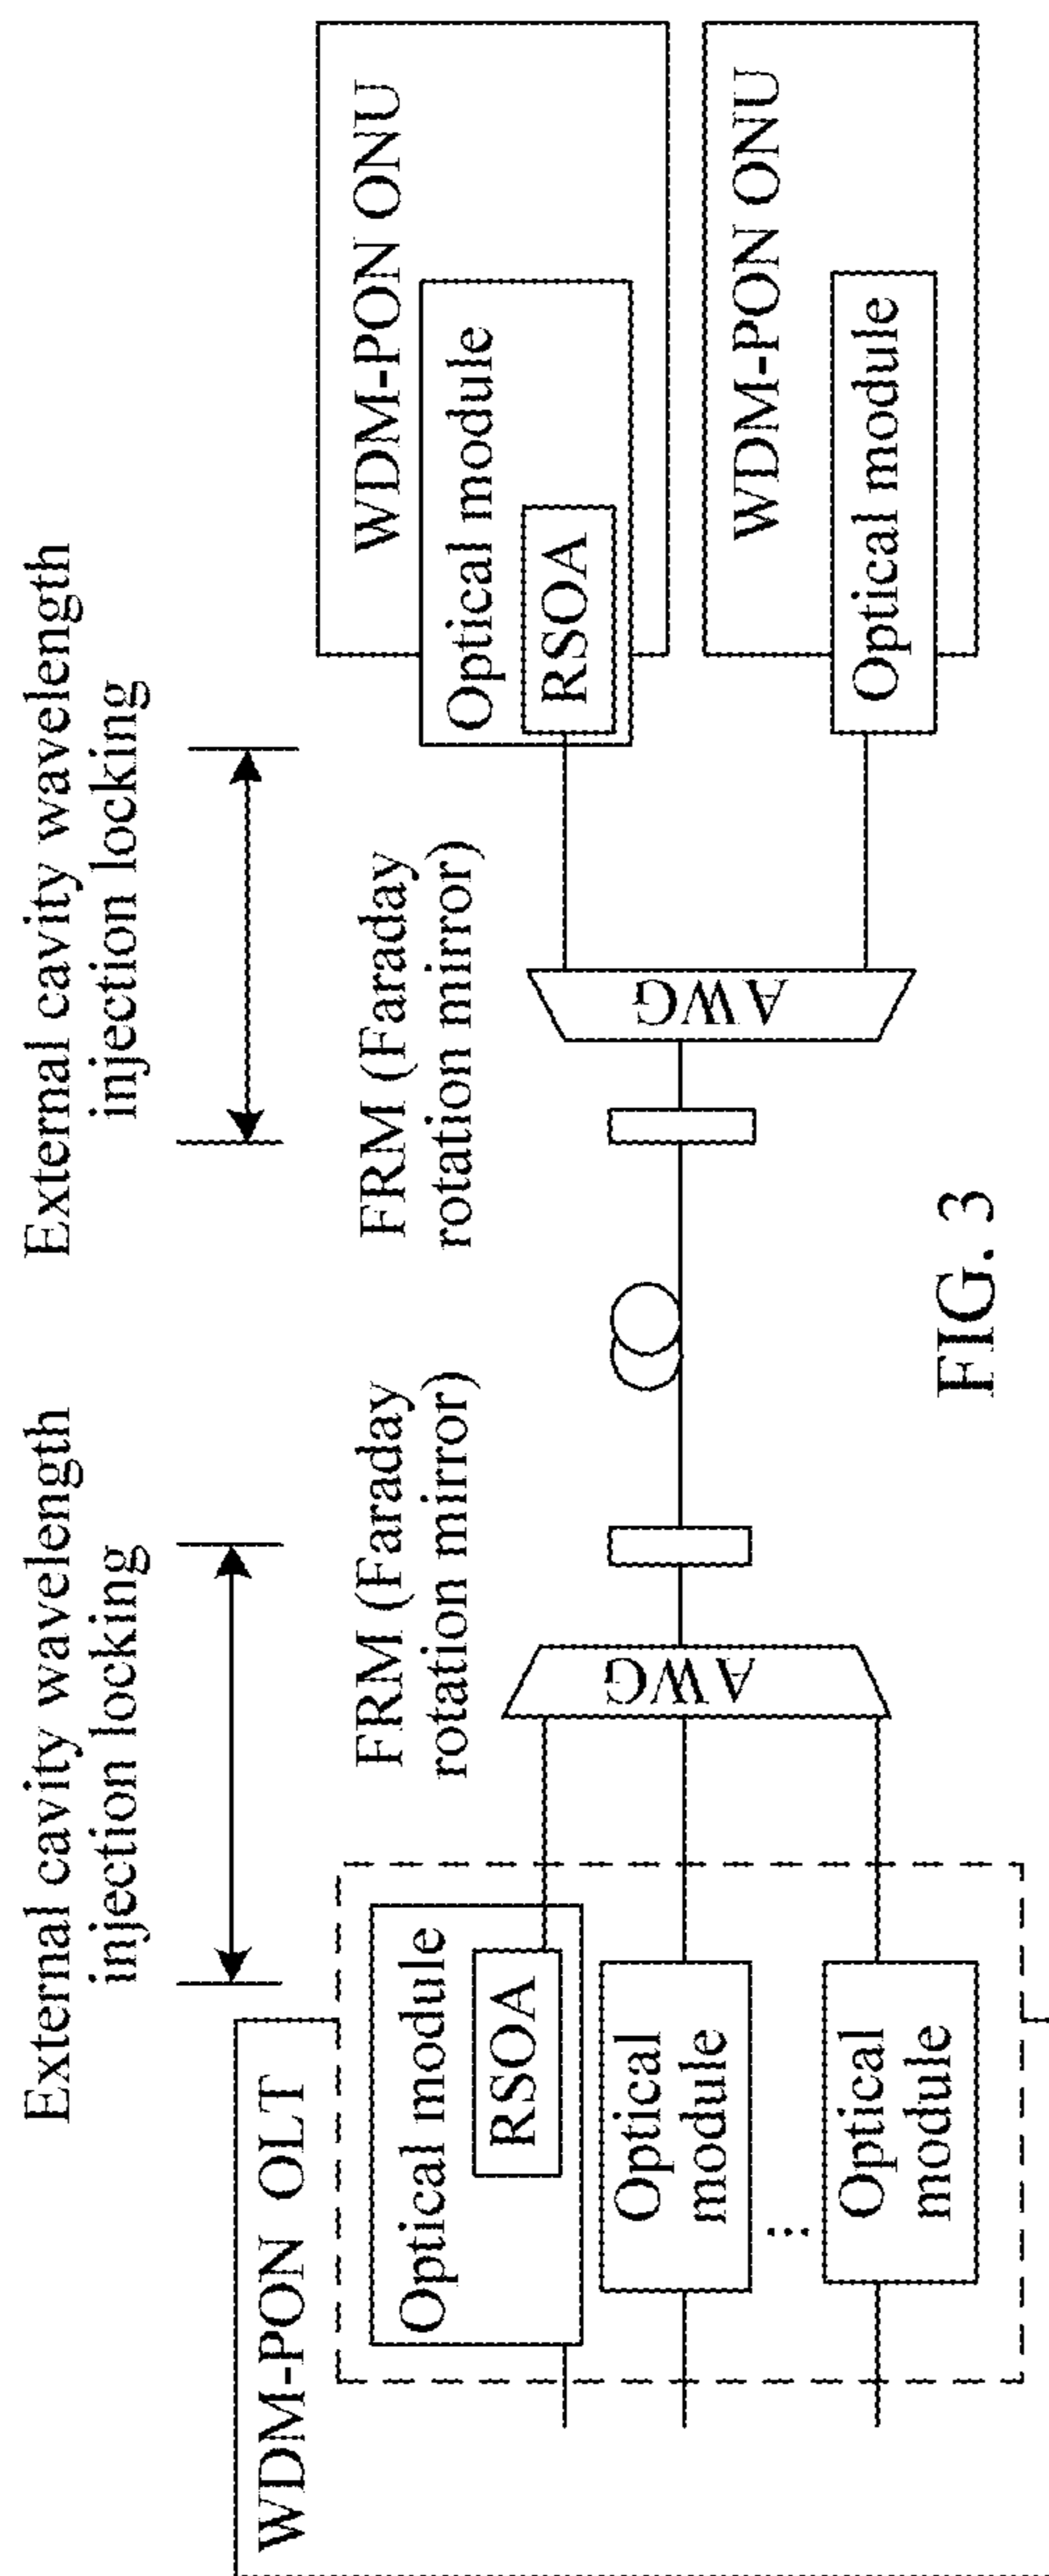 External cavity wavelength
injection locking
External cavity wavelength
injection locking
WDM-PON OLT
FRM (Faraday
rotation mirror)
FRM (Faraday
rotation mirror)
WDM-PON ONU
Optical module
RSOA
Optical
module
⋮
Optical
module
AWG
AWG
Optical module
RSOA
WDM-PON ONU
Optical module
FIG. 3